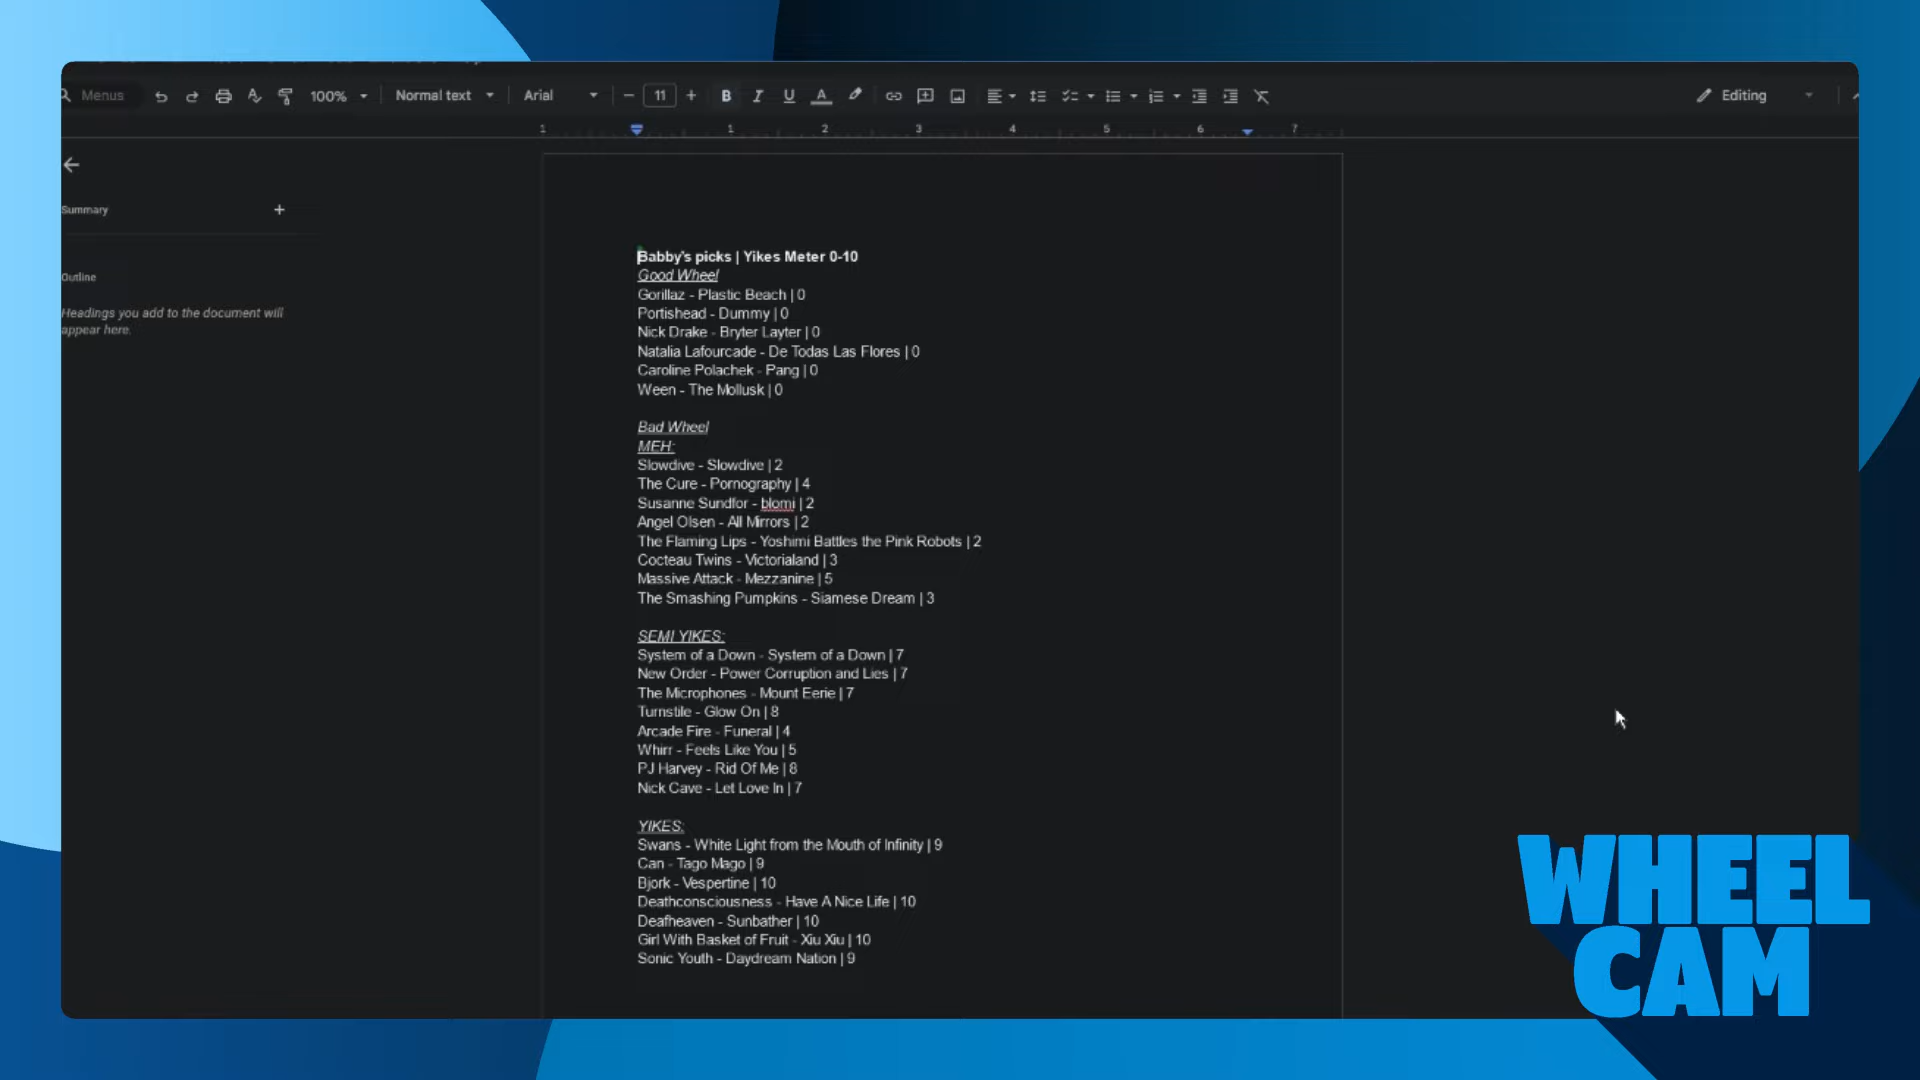 Menus 100% Normal text Arial 11 B I U A Editing
1 1 2 3 4 5 6 7
Summary
Outline
Headings you add to the document will
appear here.
Babby's picks | Yikes Meter 0-10
Good Wheel
Gorillaz - Plastic Beach | 0
Portishead - Dummy | 0
Nick Drake - Bryter Layter | 0
Natalia Lafourcade - De Todas Las Flores | 0
Caroline Polachek - Pang | 0
Ween - The Mollusk | 0
Bad Wheel
MEH:
Slowdive - Slowdive | 2
The Cure - Pornography | 4
Susanne Sundfor - blomi | 2
Angel Olsen - All Mirrors | 2
The Flaming Lips - Yoshimi Battles the Pink Robots | 2
Cocteau Twins - Victorialand | 3
Massive Attack - Mezzanine | 5
The Smashing Pumpkins - Siamese Dream | 3
SEMI YIKES:
System of a Down - System of a Down | 7
New Order - Power Corruption and Lies | 7
The Microphones - Mount Eerie | 7
Turnstile - Glow On | 8
Arcade Fire - Funeral | 4
Whirr - Feels Like You | 5
PJ Harvey - Rid Of Me | 8
Nick Cave - Let Love In | 7
YIKES:
Swans - White Light from the Mouth of Infinity | 9
Can - Tago Mago | 9
Bjork - Vespertine | 10
Deathconsciousness - Have A Nice Life | 10
Deafheaven - Sunbather | 10
Girl With Basket of Fruit - Xiu Xiu | 10
Sonic Youth - Daydream Nation | 9
WHEEL
CAM